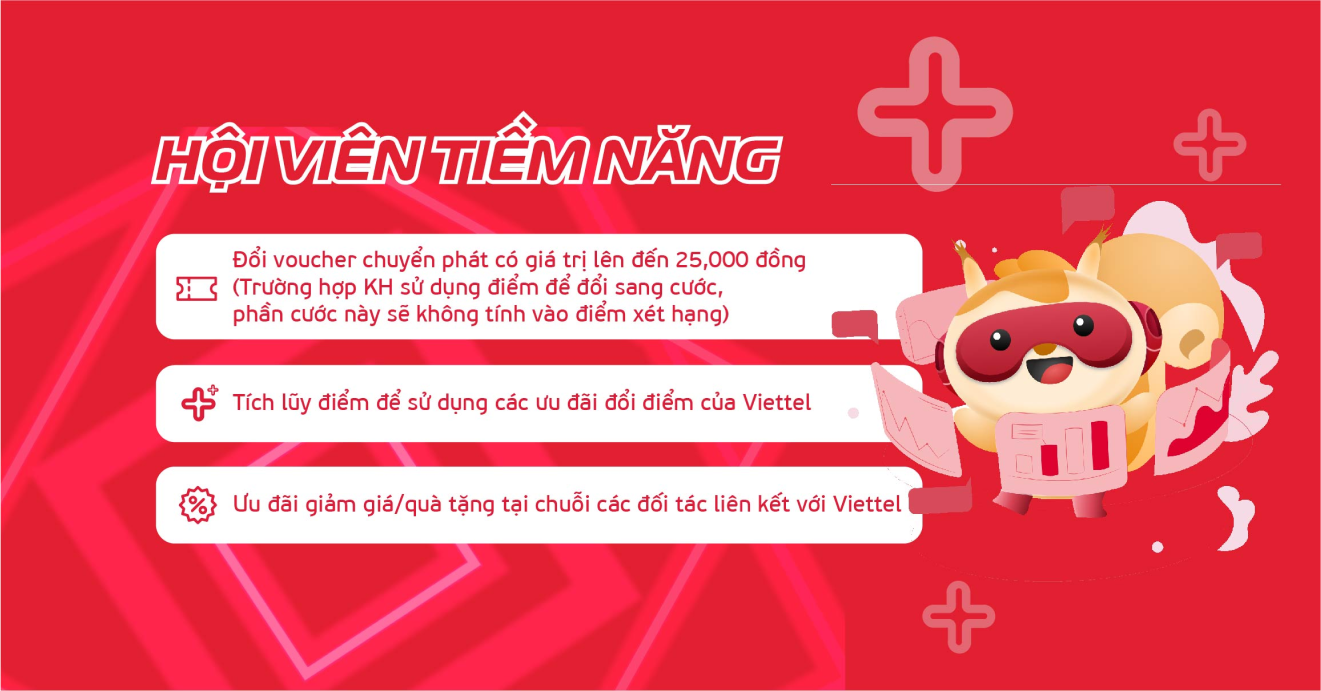 HỘI VIÊN TIỀM NĂNG
Đổi voucher chuyển phát có giá trị lên đến 25,000 đồng
(Trường hợp KH sử dụng điểm để đổi sang cước,
phần cước này sẽ không tính vào điểm xét hạng)
Tích lũy điểm để sử dụng các ưu đãi đổi điểm của Viettel
Ưu đãi giảm giá/quà tặng tại chuỗi các đối tác liên kết với Viettel